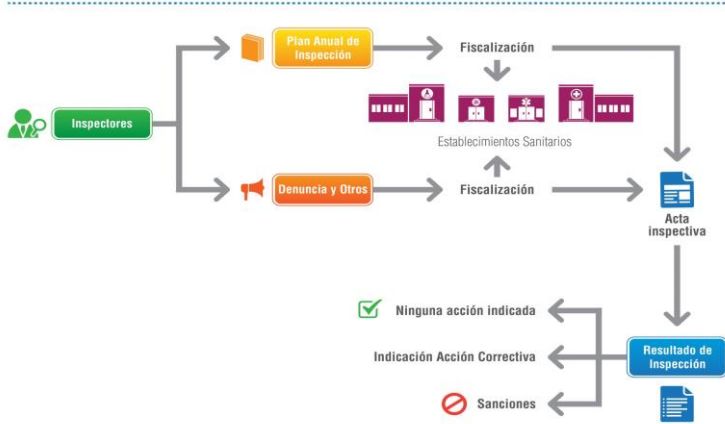 Plan Anual de
Inspección
Fiscalización
Inspectores
Establecimientos Sanitarios
Denuncia y Otros
Fiscalización
Acta
inspectiva
Ninguna acción indicada
Resultado de
Inspección
Indicación Acción Correctiva
Sanciones